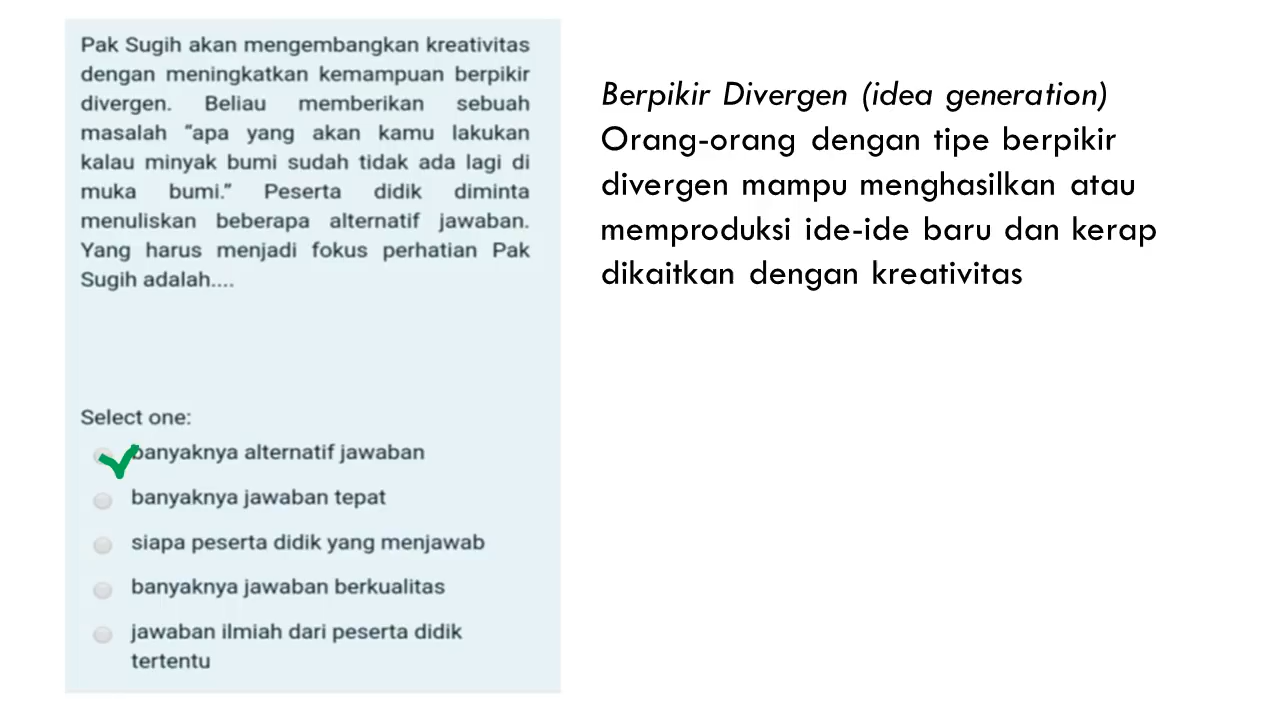 Pak Sugih akan mengembangkan kreativitas
dengan meningkatkan kemampuan berpikir
divergen. Beliau memberikan sebuah
masalah “apa yang akan kamu lakukan
kalau minyak bumi sudah tidak ada lagi di
muka bumi.” Peserta didik diminta
menuliskan beberapa alternatif jawaban.
Yang harus menjadi fokus perhatian Pak
Sugih adalah....
Select one:
banyaknya alternatif jawaban
banyaknya jawaban tepat
siapa peserta didik yang menjawab
banyaknya jawaban berkualitas
jawaban ilmiah dari peserta didik
tertentu
Berpikir Divergen (idea generation)
Orang-orang dengan tipe berpikir
divergen mampu menghasilkan atau
memproduksi ide-ide baru dan kerap
dikaitkan dengan kreativitas